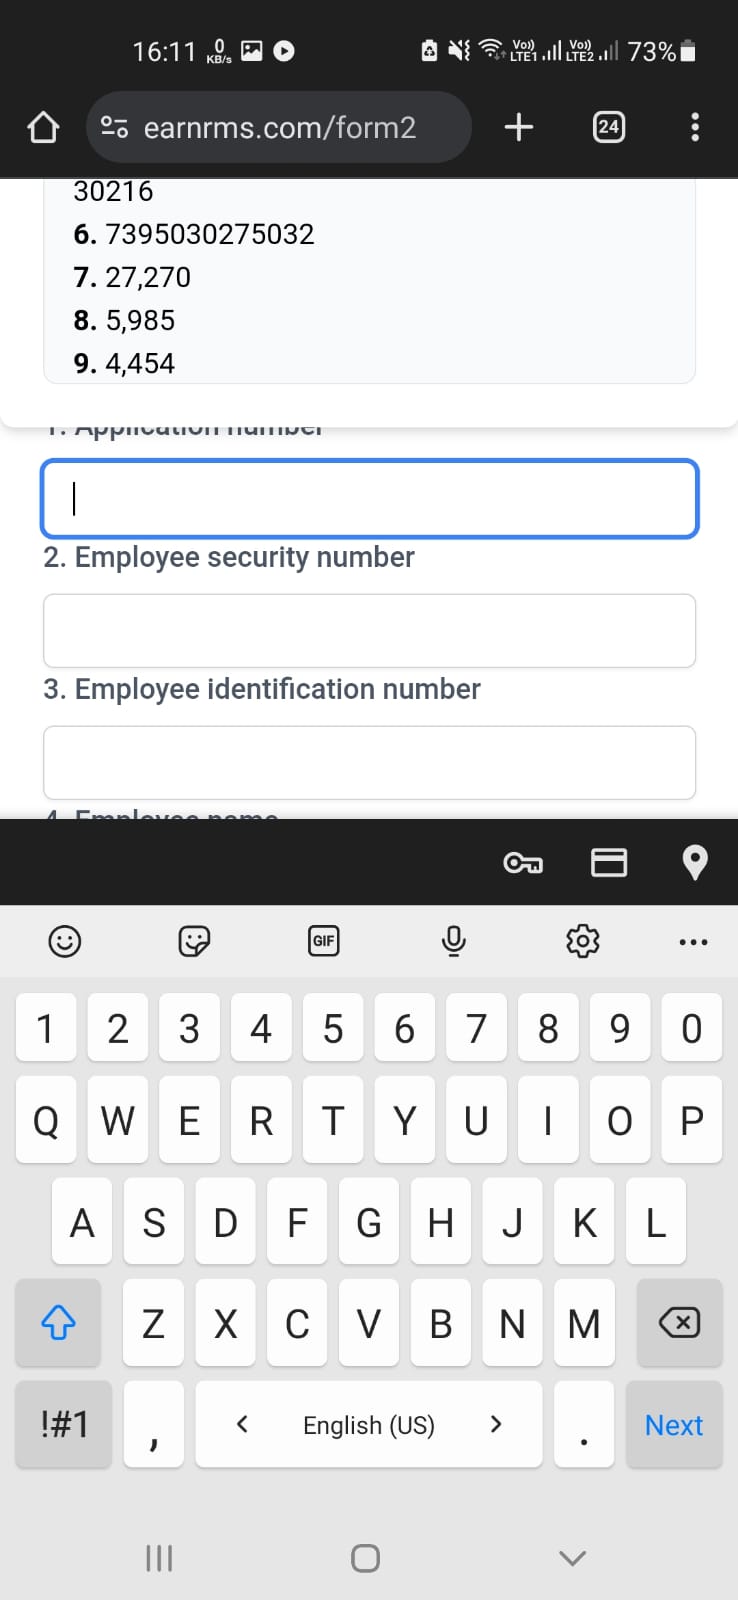 16:11 0 KB/s Vo)) LTE1 Vo)) LTE2 73%
earnrms.com/form2 24
30216
6. 7395030275032
7. 27,270
8. 5,985
9. 4,454
1. Application number
2. Employee security number
3. Employee identification number
4. Employee name
GIF
1 2 3 4 5 6 7 8 9 0
Q W E R T Y U I O P
A S D F G H J K L
Z X C V B N M
!#1 , < English (US) > . Next